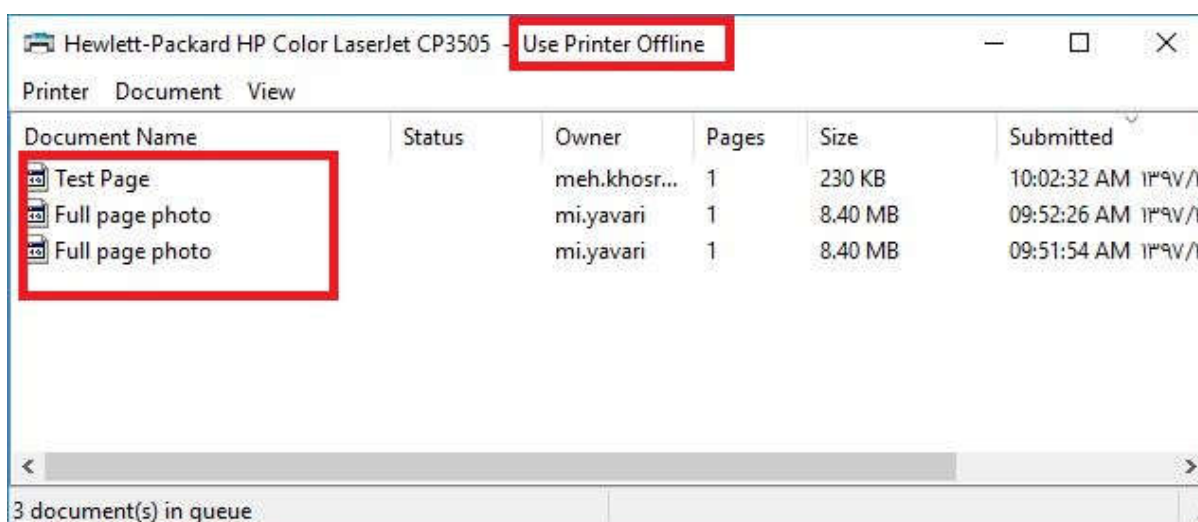 Hewlett-Packard HP Color LaserJet CP3505 - Use Printer Offline
Printer Document View
Document Name Status Owner Pages Size Submitted
Test Page meh.khosr... 1 230 KB 10:02:32 AM ۱۳۹۷/
Full page photo mi.yavari 1 8.40 MB 09:52:26 AM ۱۳۹۷/
Full page photo mi.yavari 1 8.40 MB 09:51:54 AM ۱۳۹۷/
3 document(s) in queue